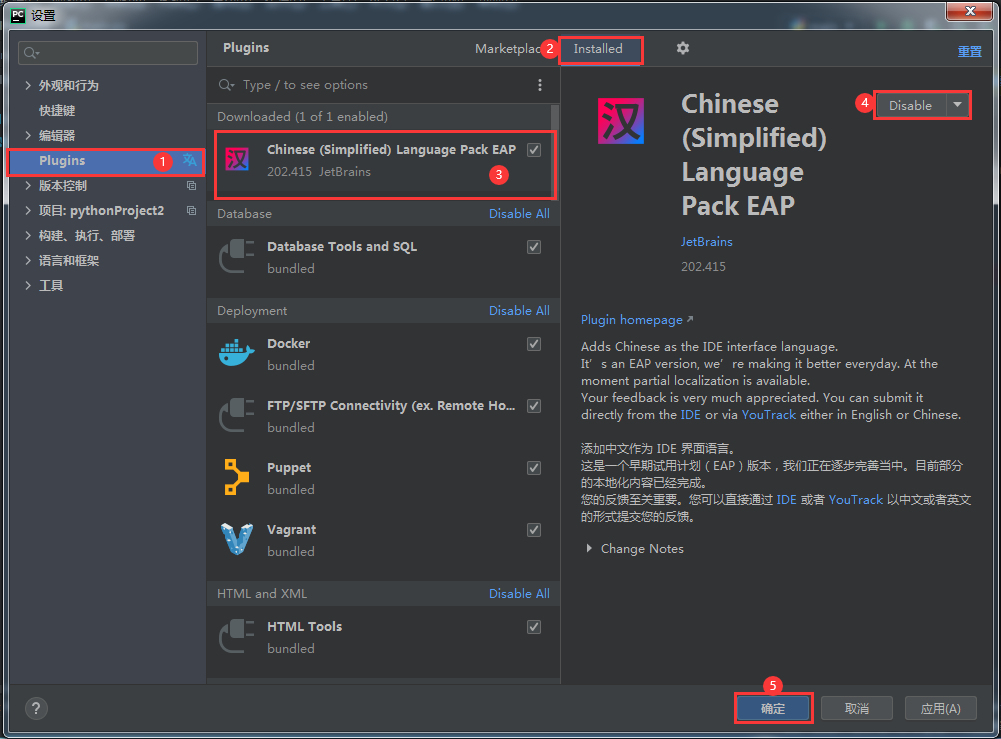 PC 设置
Plugins
Marketplac
2
Installed
重置
外观和行为
快捷键
编辑器
Plugins
1
版本控制
项目: pythonProject2
构建、执行、部署
语言和框架
工具
Type / to see options
Downloaded (1 of 1 enabled)
汉
Chinese (Simplified) Language Pack EAP
202.415 JetBrains
3
Database
Disable All
Database Tools and SQL
bundled
Deployment
Disable All
Docker
bundled
FTP/SFTP Connectivity (ex. Remote Ho...
bundled
Puppet
bundled
Vagrant
bundled
HTML and XML
Disable All
HTML Tools
bundled
汉
Chinese
(Simplified)
Language
Pack EAP
4
Disable
JetBrains
202.415
Plugin homepage
Adds Chinese as the IDE interface language.
It's an EAP version, we're making it better everyday. At the
moment partial localization is available.
Your feedback is very much appreciated. You can submit it
directly from the IDE or via YouTrack either in English or Chinese.
添加中文作为 IDE 界面语言。
这是一个早期试用计划（EAP）版本，我们正在逐步完善当中。目前部分
的本地化内容已经完成。
您的反馈至关重要。您可以直接通过 IDE 或者 YouTrack 以中文或者英文
的形式提交您的反馈。
Change Notes
?
5
确定
取消
应用(A)